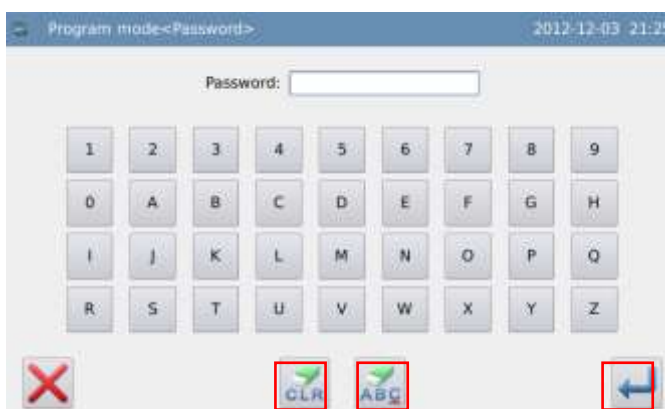 Program mode<Password>
2012-12-03 21:25
Password:
1 2 3 4 5 6 7 8 9
0 A B C D E F G H
I J K L M N O P Q
R S T U V W X Y Z
CLR ABC